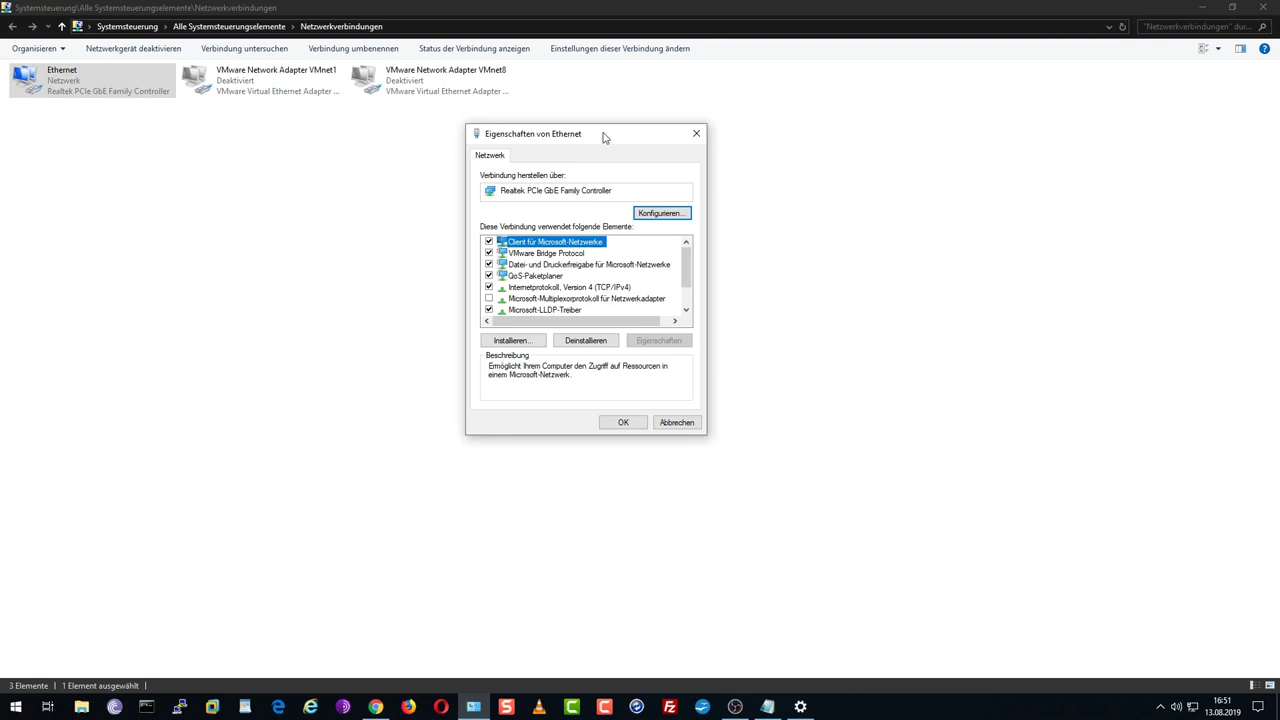 Systemsteuerung\Alle Systemsteuerungselemente\Netzwerkverbindungen
Systemsteuerung
Alle Systemsteuerungselemente
Netzwerkverbindungen
"Netzwerkverbindungen" dur...
Organisieren
Netzwerkgerät deaktivieren
Verbindung untersuchen
Verbindung umbenennen
Status der Verbindung anzeigen
Einstellungen dieser Verbindung ändern
Ethernet
Netzwerk
Realtek PCIe GbE Family Controller
VMware Network Adapter VMnet1
Deaktiviert
VMware Virtual Ethernet Adapter ...
VMware Network Adapter VMnet8
Deaktiviert
VMware Virtual Ethernet Adapter ...
Eigenschaften von Ethernet
Netzwerk
Verbindung herstellen über:
Realtek PCIe GbE Family Controller
Konfigurieren...
Diese Verbindung verwendet folgende Elemente:
Client für Microsoft-Netzwerke
VMware Bridge Protocol
Datei- und Druckerfreigabe für Microsoft-Netzwerke
QoS-Paketplaner
Internetprotokoll, Version 4 (TCP/IPv4)
Microsoft-Multiplexorprotokoll für Netzwerkadapter
Microsoft-LLDP-Treiber
Installieren...
Deinstallieren
Eigenschaften
Beschreibung
Ermöglicht Ihrem Computer den Zugriff auf Ressourcen in
einem Microsoft-Netzwerk.
OK
Abbrechen
3 Elemente
1 Element ausgewählt
16:51
13.08.2019